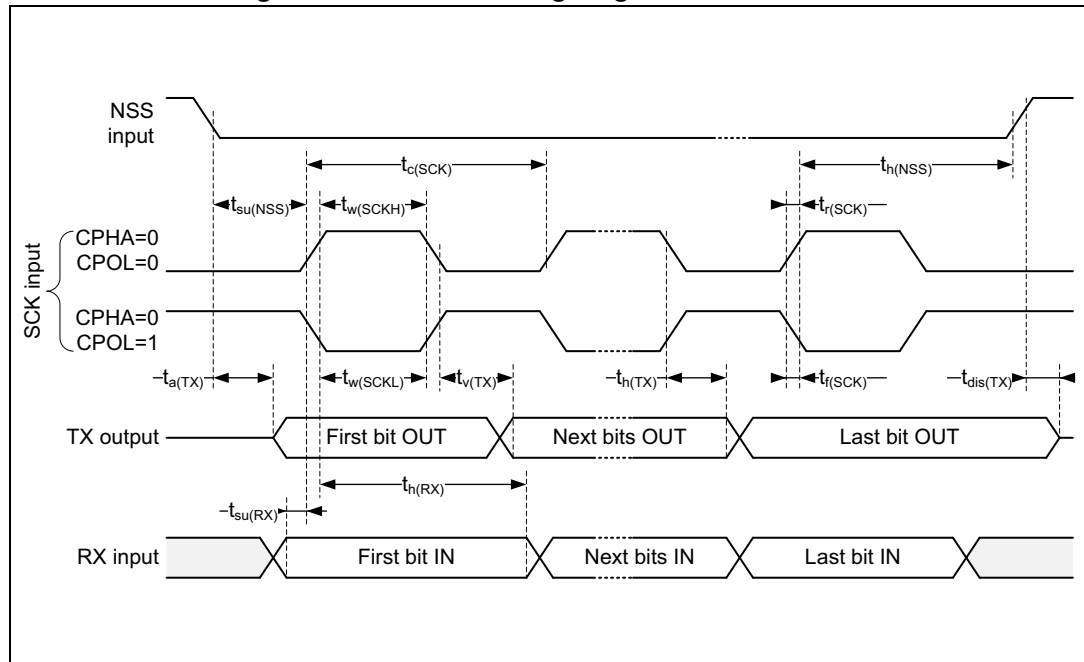 NSS
input
tc(SCK)
th(NSS)
tsu(NSS)
tw(SCKH)
tr(SCK)
SCK input
CPHA=0
CPOL=0
CPHA=0
CPOL=1
ta(TX)
tw(SCKL)
tv(TX)
th(TX)
tf(SCK)
tdis(TX)
TX output
First bit OUT
Next bits OUT
Last bit OUT
th(RX)
tsu(RX)
RX input
First bit IN
Next bits IN
Last bit IN